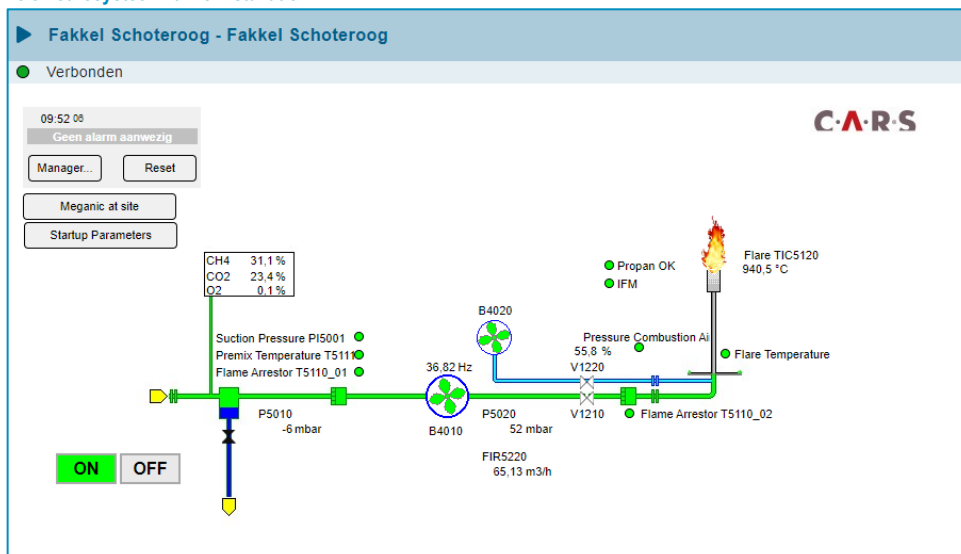 Fakkel Schoteroog - Fakkel Schoteroog
Verbonden
09:52 06
Geen alarm aanwezig
Manager...
Reset
Meganic at site
Startup Parameters
C·A·R·S
CH4 31,1 %
CO2 23,4 %
O2 0,1 %
Propan OK
IFM
Flare TIC5120
940,5 °C
B4020
Suction Pressure PI5001
Premix Temperature T5111
Flame Arrestor T5110_01
Pressure Combustion Ai
55,8 %
V1220
Flare Temperature
36,82 Hz
P5010
-6 mbar
B4010
P5020
52 mbar
V1210
Flame Arrestor T5110_02
FIR5220
65,13 m3/h
ON
OFF